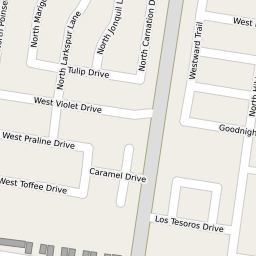 North Marigo
North Larkspur Lane
North Jonquil L
North Carnation D
Tulip Drive
Westward Trail
West
West Violet Drive
Goodnigh
West Praline Drive
West Toffee Drive
Caramel Drive
Los Tesoros Drive